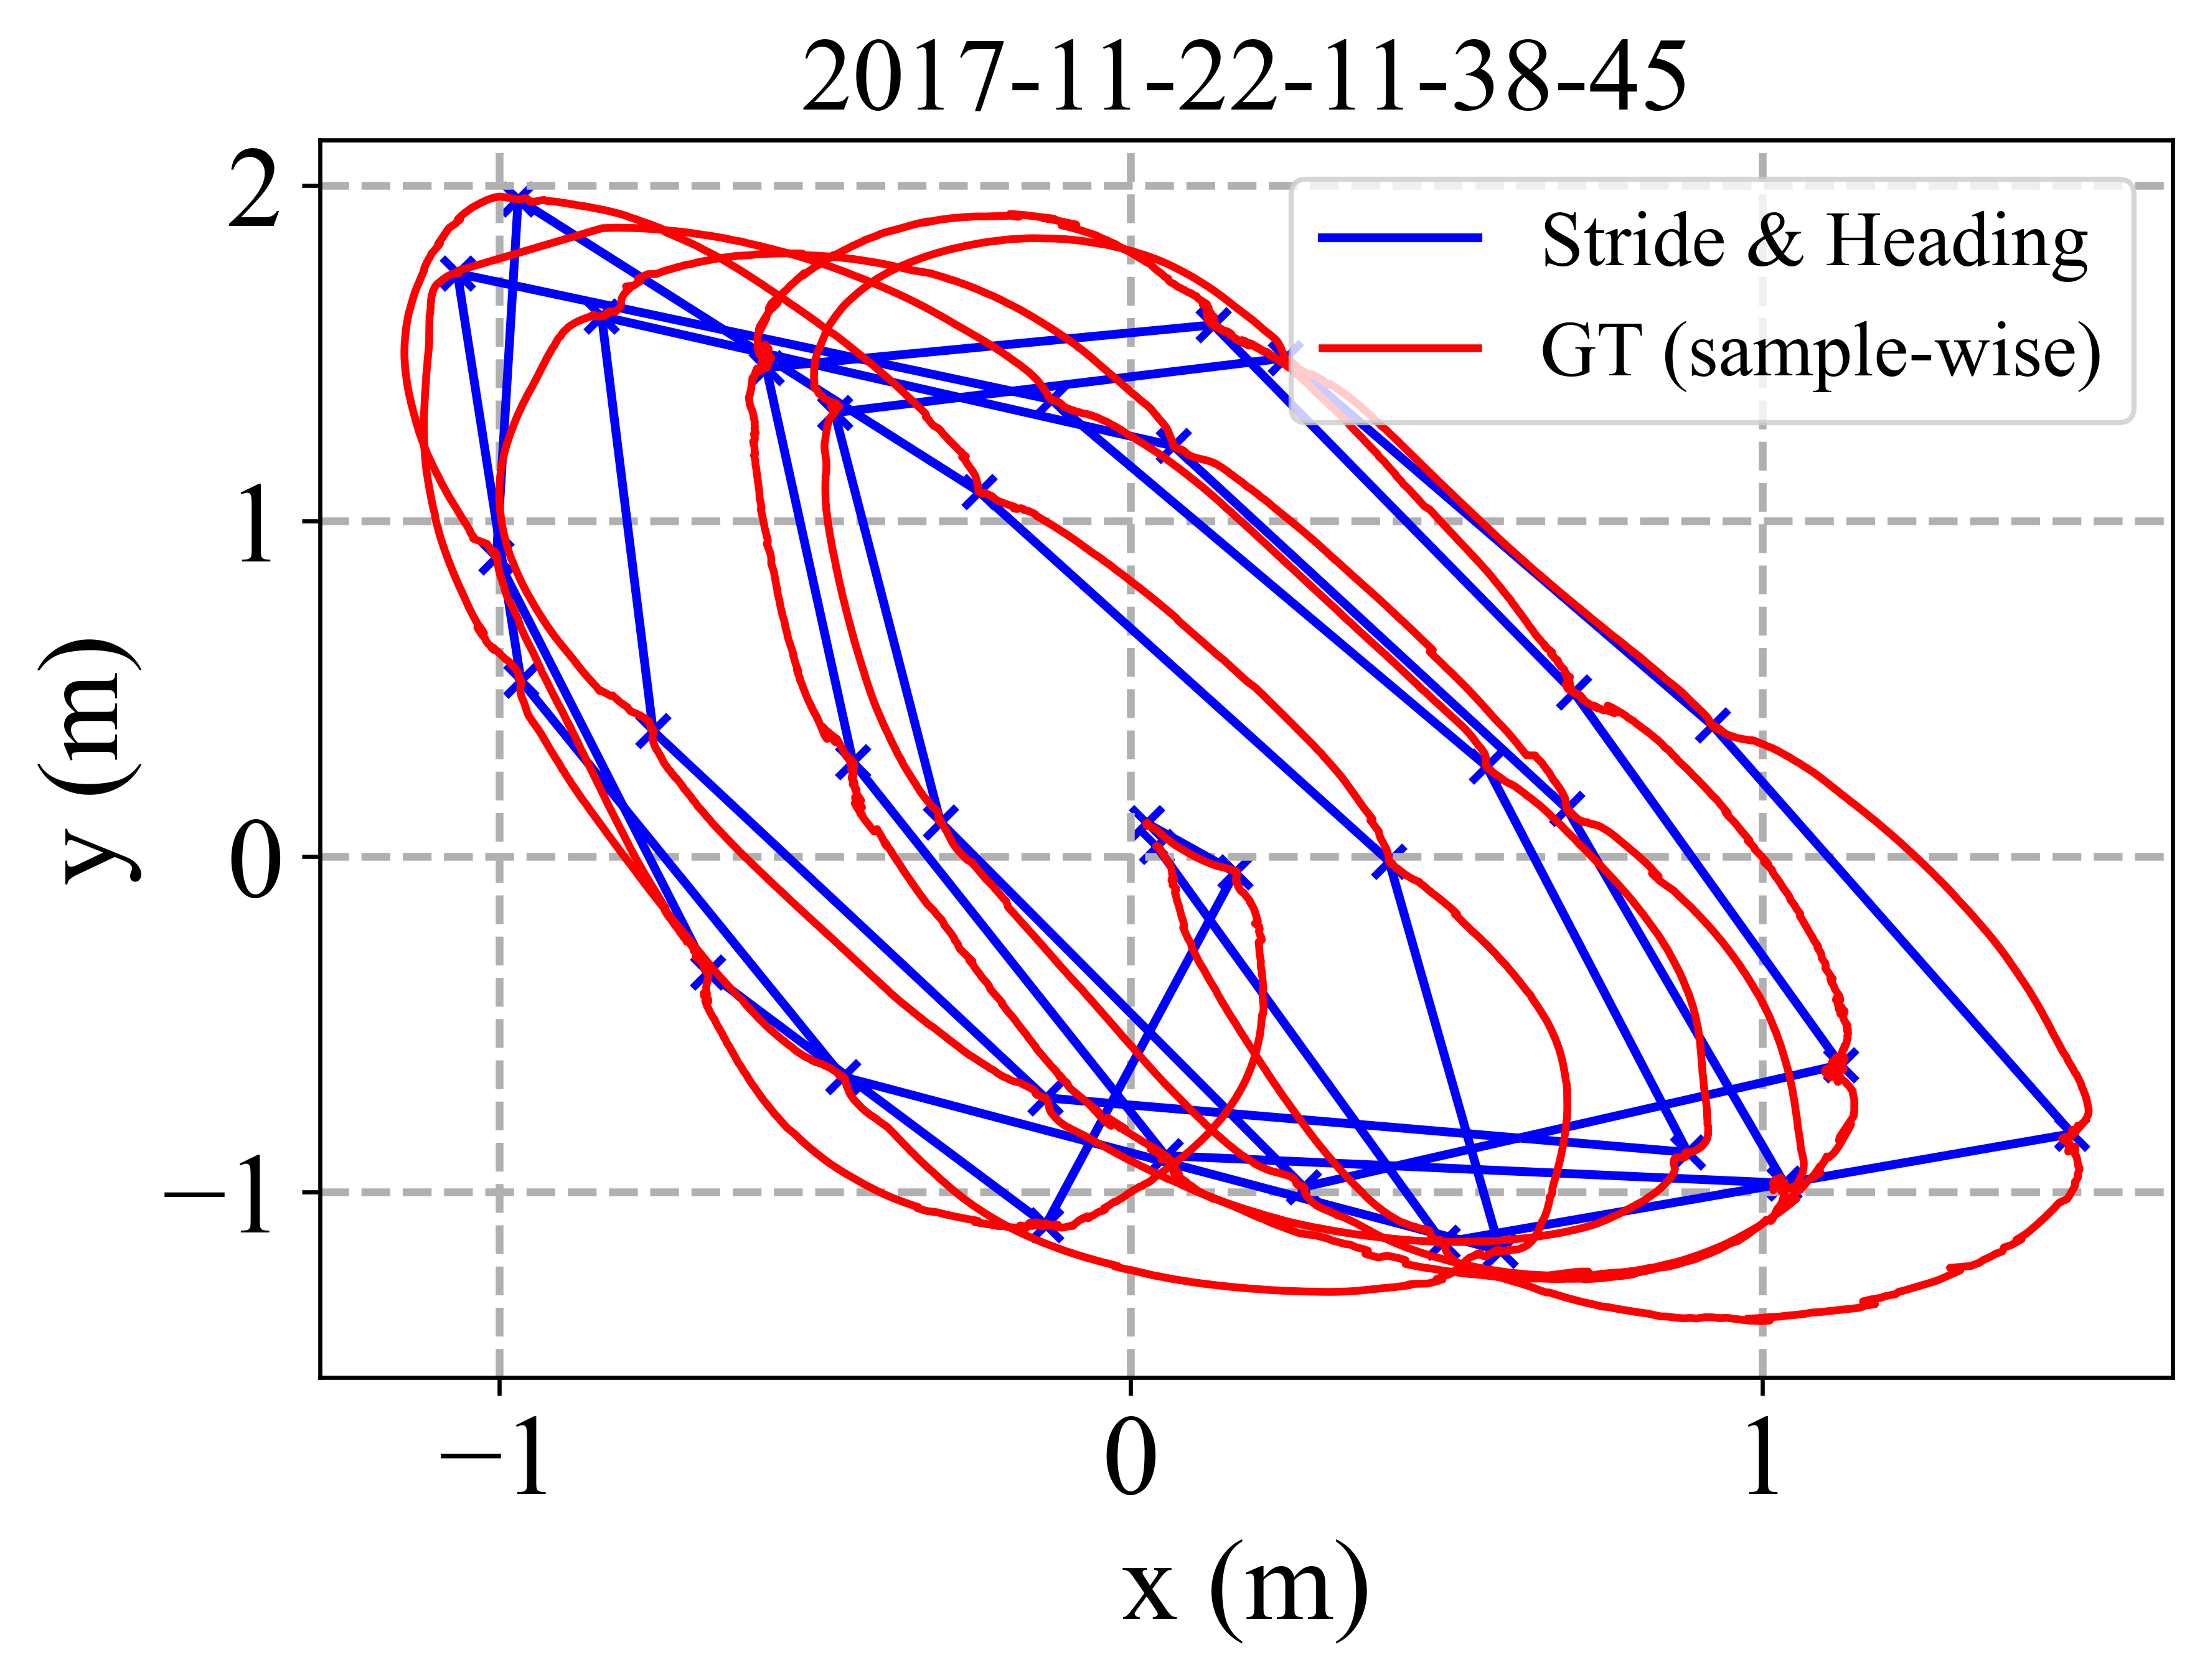 2017-11-22-11-38-45
Stride & Heading
GT (sample-wise)
2
1
0
−1
y (m)
−1
0
1
x (m)